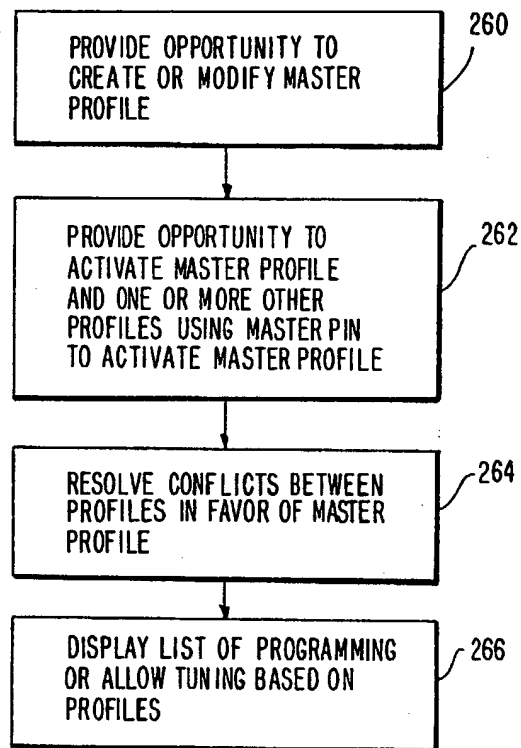 260
PROVIDE OPPORTUNITY TO
CREATE OR MODIFY MASTER
PROFILE
262
PROVIDE OPPORTUNITY TO
ACTIVATE MASTER PROFILE
AND ONE OR MORE OTHER
PROFILES USING MASTER PIN
TO ACTIVATE MASTER PROFILE
264
RESOLVE CONFLICTS BETWEEN
PROFILES IN FAVOR OF MASTER
PROFILE
266
DISPLAY LIST OF PROGRAMMING
OR ALLOW TUNING BASED ON
PROFILES